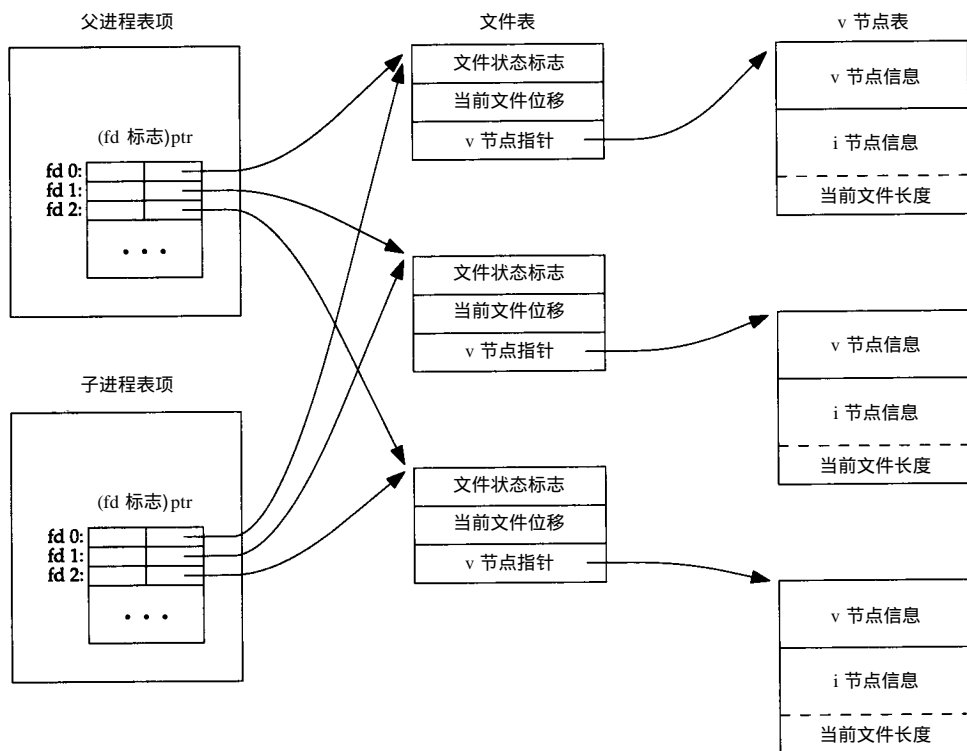 父进程表项
(fd 标志)ptr
fd 0:
fd 1:
fd 2:
• • •
子进程表项
(fd 标志)ptr
fd 0:
fd 1:
fd 2:
• • •
文件表
文件状态标志
当前文件位移
v 节点指针
文件状态标志
当前文件位移
v 节点指针
文件状态标志
当前文件位移
v 节点指针
v 节点表
v 节点信息
i 节点信息
当前文件长度
v 节点信息
i 节点信息
当前文件长度
v 节点信息
i 节点信息
当前文件长度